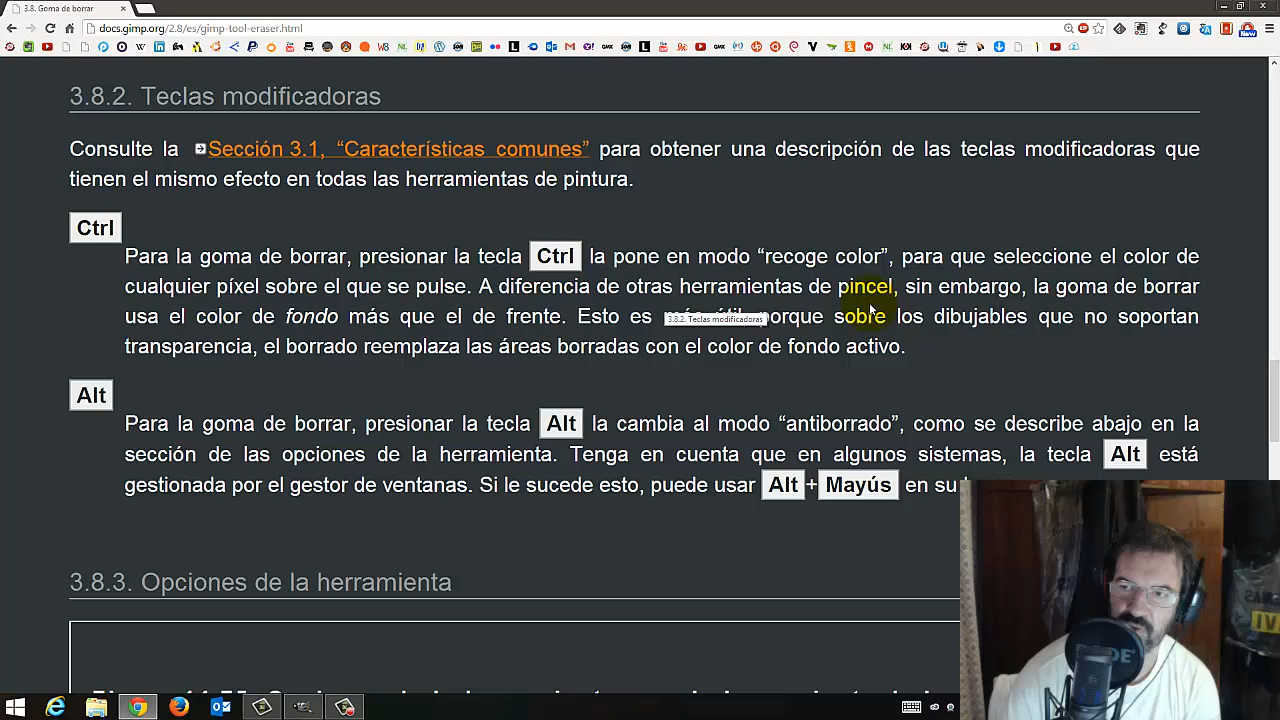 3.8. Goma de borrar
docs.gimp.org/2.8/es/gimp-tool-eraser.html
3.8.2. Teclas modificadoras
Consulte la Sección 3.1, “Características comunes” para obtener una descripción de las teclas modificadoras que
tienen el mismo efecto en todas las herramientas de pintura.
Ctrl
Para la goma de borrar, presionar la tecla Ctrl la pone en modo “recoge color”, para que seleccione el color de
cualquier píxel sobre el que se pulse. A diferencia de otras herramientas de pincel, sin embargo, la goma de borrar
usa el color de fondo más que el de frente. Esto es porque sobre los dibujables que no soportan
3.8.2. Teclas modificadoras
transparencia, el borrado reemplaza las áreas borradas con el color de fondo activo.
Alt
Para la goma de borrar, presionar la tecla Alt la cambia al modo “antiborrado”, como se describe abajo en la
sección de las opciones de la herramienta. Tenga en cuenta que en algunos sistemas, la tecla Alt está
gestionada por el gestor de ventanas. Si le sucede esto, puede usar Alt+Mayús en su
3.8.3. Opciones de la herramienta